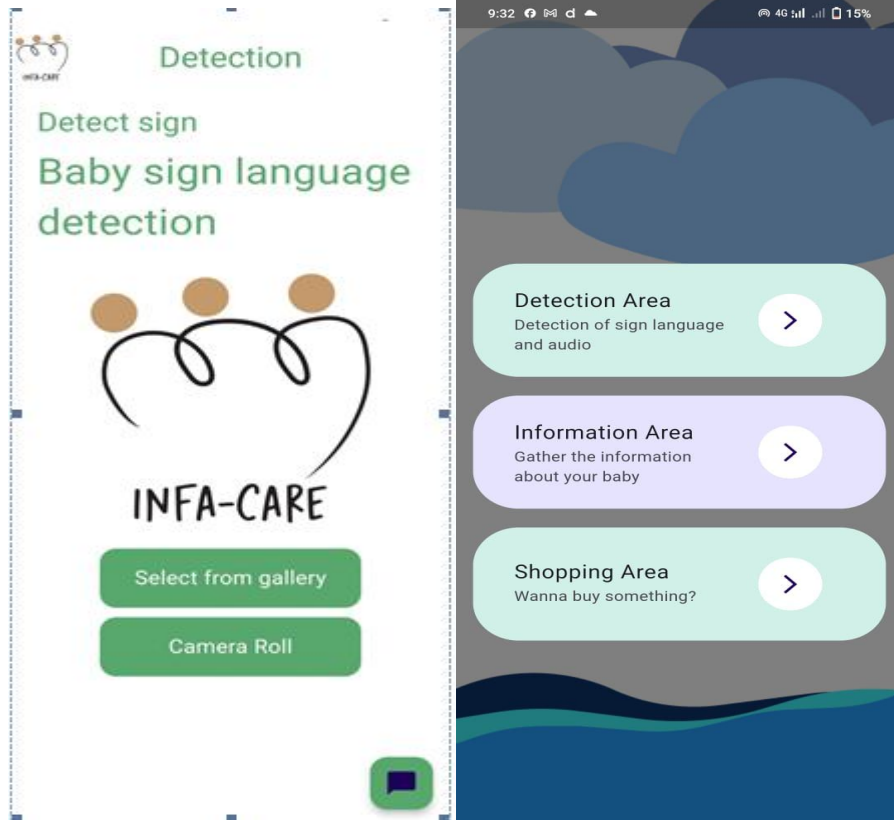 INFA-CARE
Detection
Detect sign
Baby sign language
detection
INFA-CARE
Select from gallery
Camera Roll
9:32
4G
15%
Detection Area
Detection of sign language
and audio
Information Area
Gather the information
about your baby
Shopping Area
Wanna buy something?